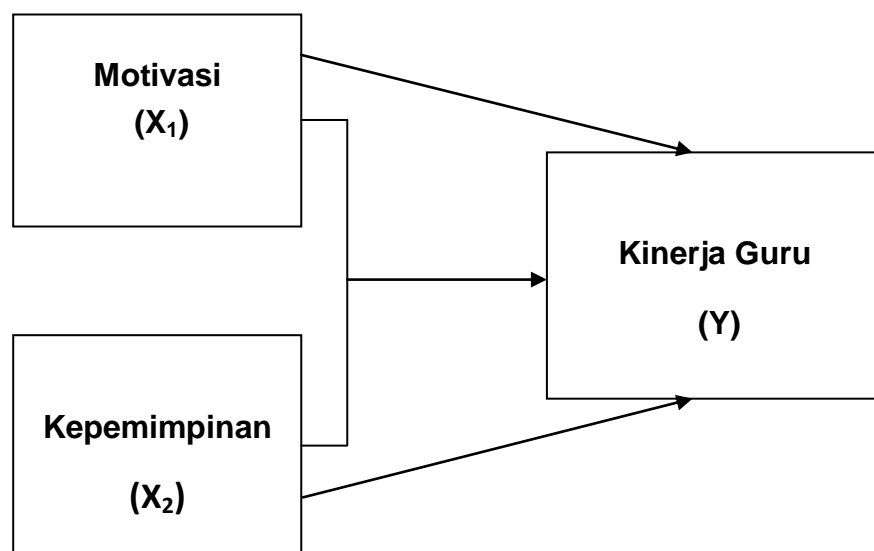 Motivasi
(X₁)
Kinerja Guru
(Y)
Kepemimpinan
(X₂)